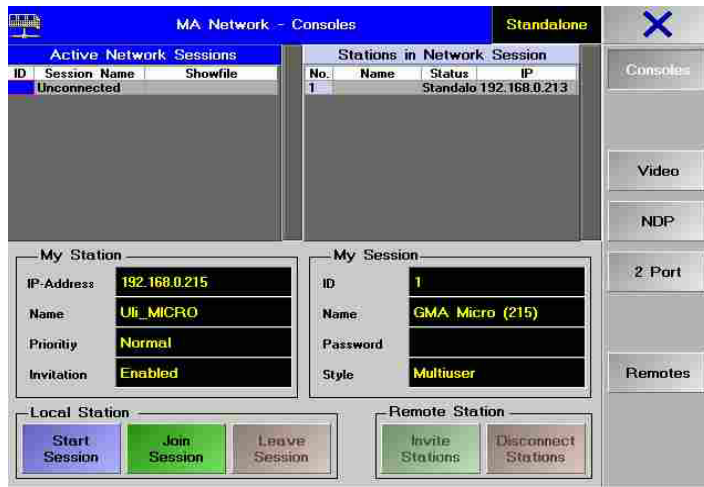 MA Network - Consoles
Standalone
Active Network Sessions
Stations in Network Session
ID Session Name Showfile
No. Name Status IP
Unconnected
1 Standalo 192.168.0.213
Consoles
Video
NDP
2 Port
Remotes
My Station
IP-Address 192.168.0.215
Name Uli_MICRO
Prioritiy Normal
Invitation Enabled
My Session
ID 1
Name GMA Micro (215)
Password
Style Multiuser
Local Station
Start
Session
Join
Session
Leave
Session
Remote Station
Invite
Stations
Disconnect
Stations